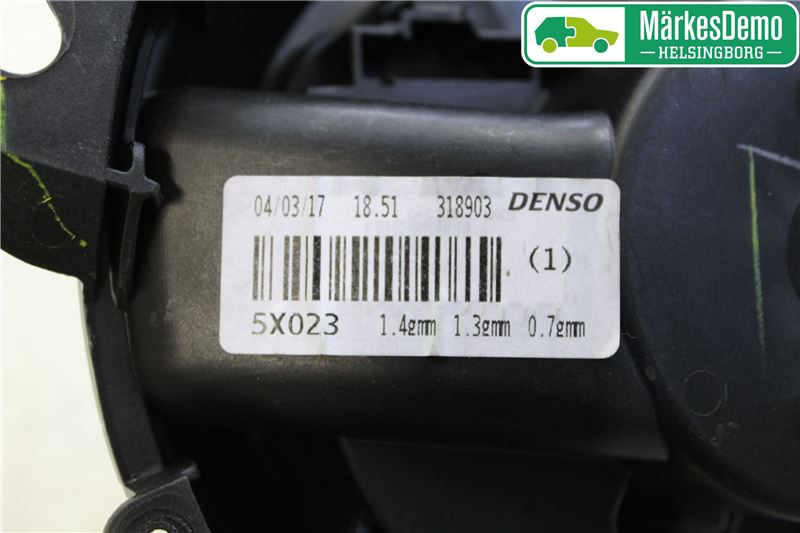 MärkesDemo
HELSINGBORG
04/03/17 18.51 318903 DENSO
(1)
5X023 1.4gmm 1.3gmm 0.7gmm